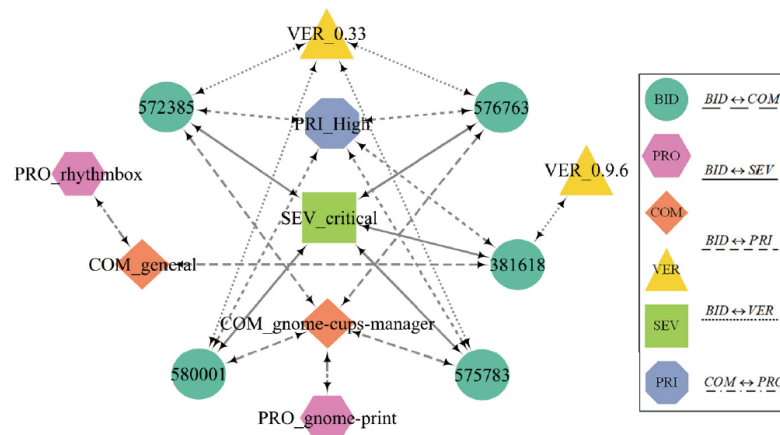 VER_0.33
572385
576763
PRI_High
VER_0.9.6
PRO_rhythmbox
SEV_critical
COM_general
381618
COM_gnome-cups-manager
580001
575783
PRO_gnome-print
BID
BID ↔ COM
PRO
BID ↔ SEV
COM
BID ↔ PRI
VER
BID ↔ VER
SEV
PRI
COM ↔ PRO